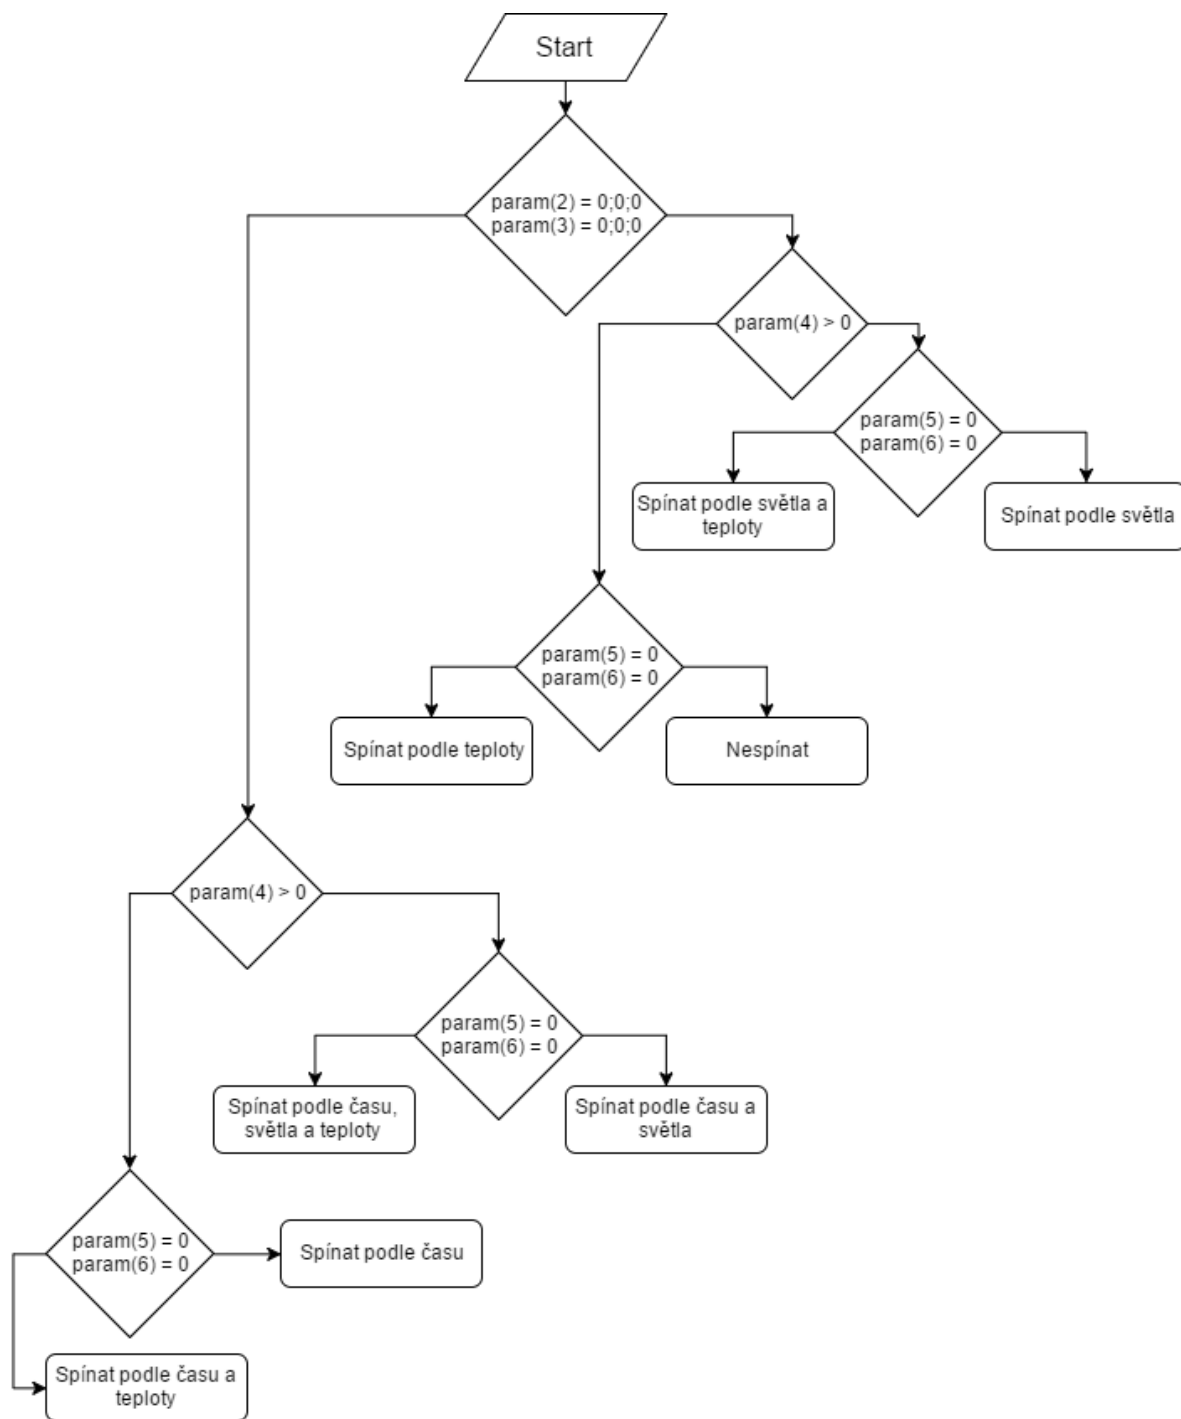 Start
param(2) = 0;0;0
param(3) = 0;0;0
param(4) > 0
param(5) = 0
param(6) = 0
Spínat podle světla a
teploty
Spínat podle světla
param(5) = 0
param(6) = 0
Spínat podle teploty
Nespínat
param(4) > 0
param(5) = 0
param(6) = 0
Spínat podle času,
světla a teploty
Spínat podle času a
světla
param(5) = 0
param(6) = 0
Spínat podle času
Spínat podle času a
teploty